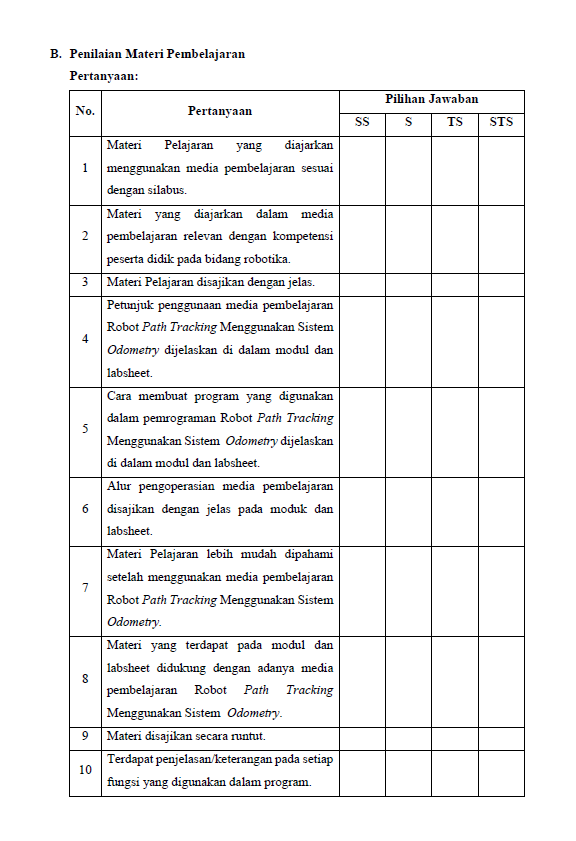 B. Penilaian Materi Pembelajaran
Pertanyaan:
No.
Pertanyaan
Pilihan Jawaban
SS S TS STS
1
Materi Pelajaran yang diajarkan
menggunakan media pembelajaran sesuai
dengan silabus.
2
Materi yang diajarkan dalam media
pembelajaran relevan dengan kompetensi
peserta didik pada bidang robotika.
3 Materi Pelajaran disajikan dengan jelas.
4
Petunjuk penggunaan media pembelajaran
Robot Path Tracking Menggunakan Sistem
Odometry dijelaskan di dalam modul dan
labsheet.
5
Cara membuat program yang digunakan
dalam pemrograman Robot Path Tracking
Menggunakan Sistem Odometry dijelaskan
di dalam modul dan labsheet.
6
Alur pengoperasian media pembelajaran
disajikan dengan jelas pada moduk dan
labsheet.
7
Materi Pelajaran lebih mudah dipahami
setelah menggunakan media pembelajaran
Robot Path Tracking Menggunakan Sistem
Odometry.
8
Materi yang terdapat pada modul dan
labsheet didukung dengan adanya media
pembelajaran Robot Path Tracking
Menggunakan Sistem Odometry.
9 Materi disajikan secara runtut.
10
Terdapat penjelasan/keterangan pada setiap
fungsi yang digunakan dalam program.